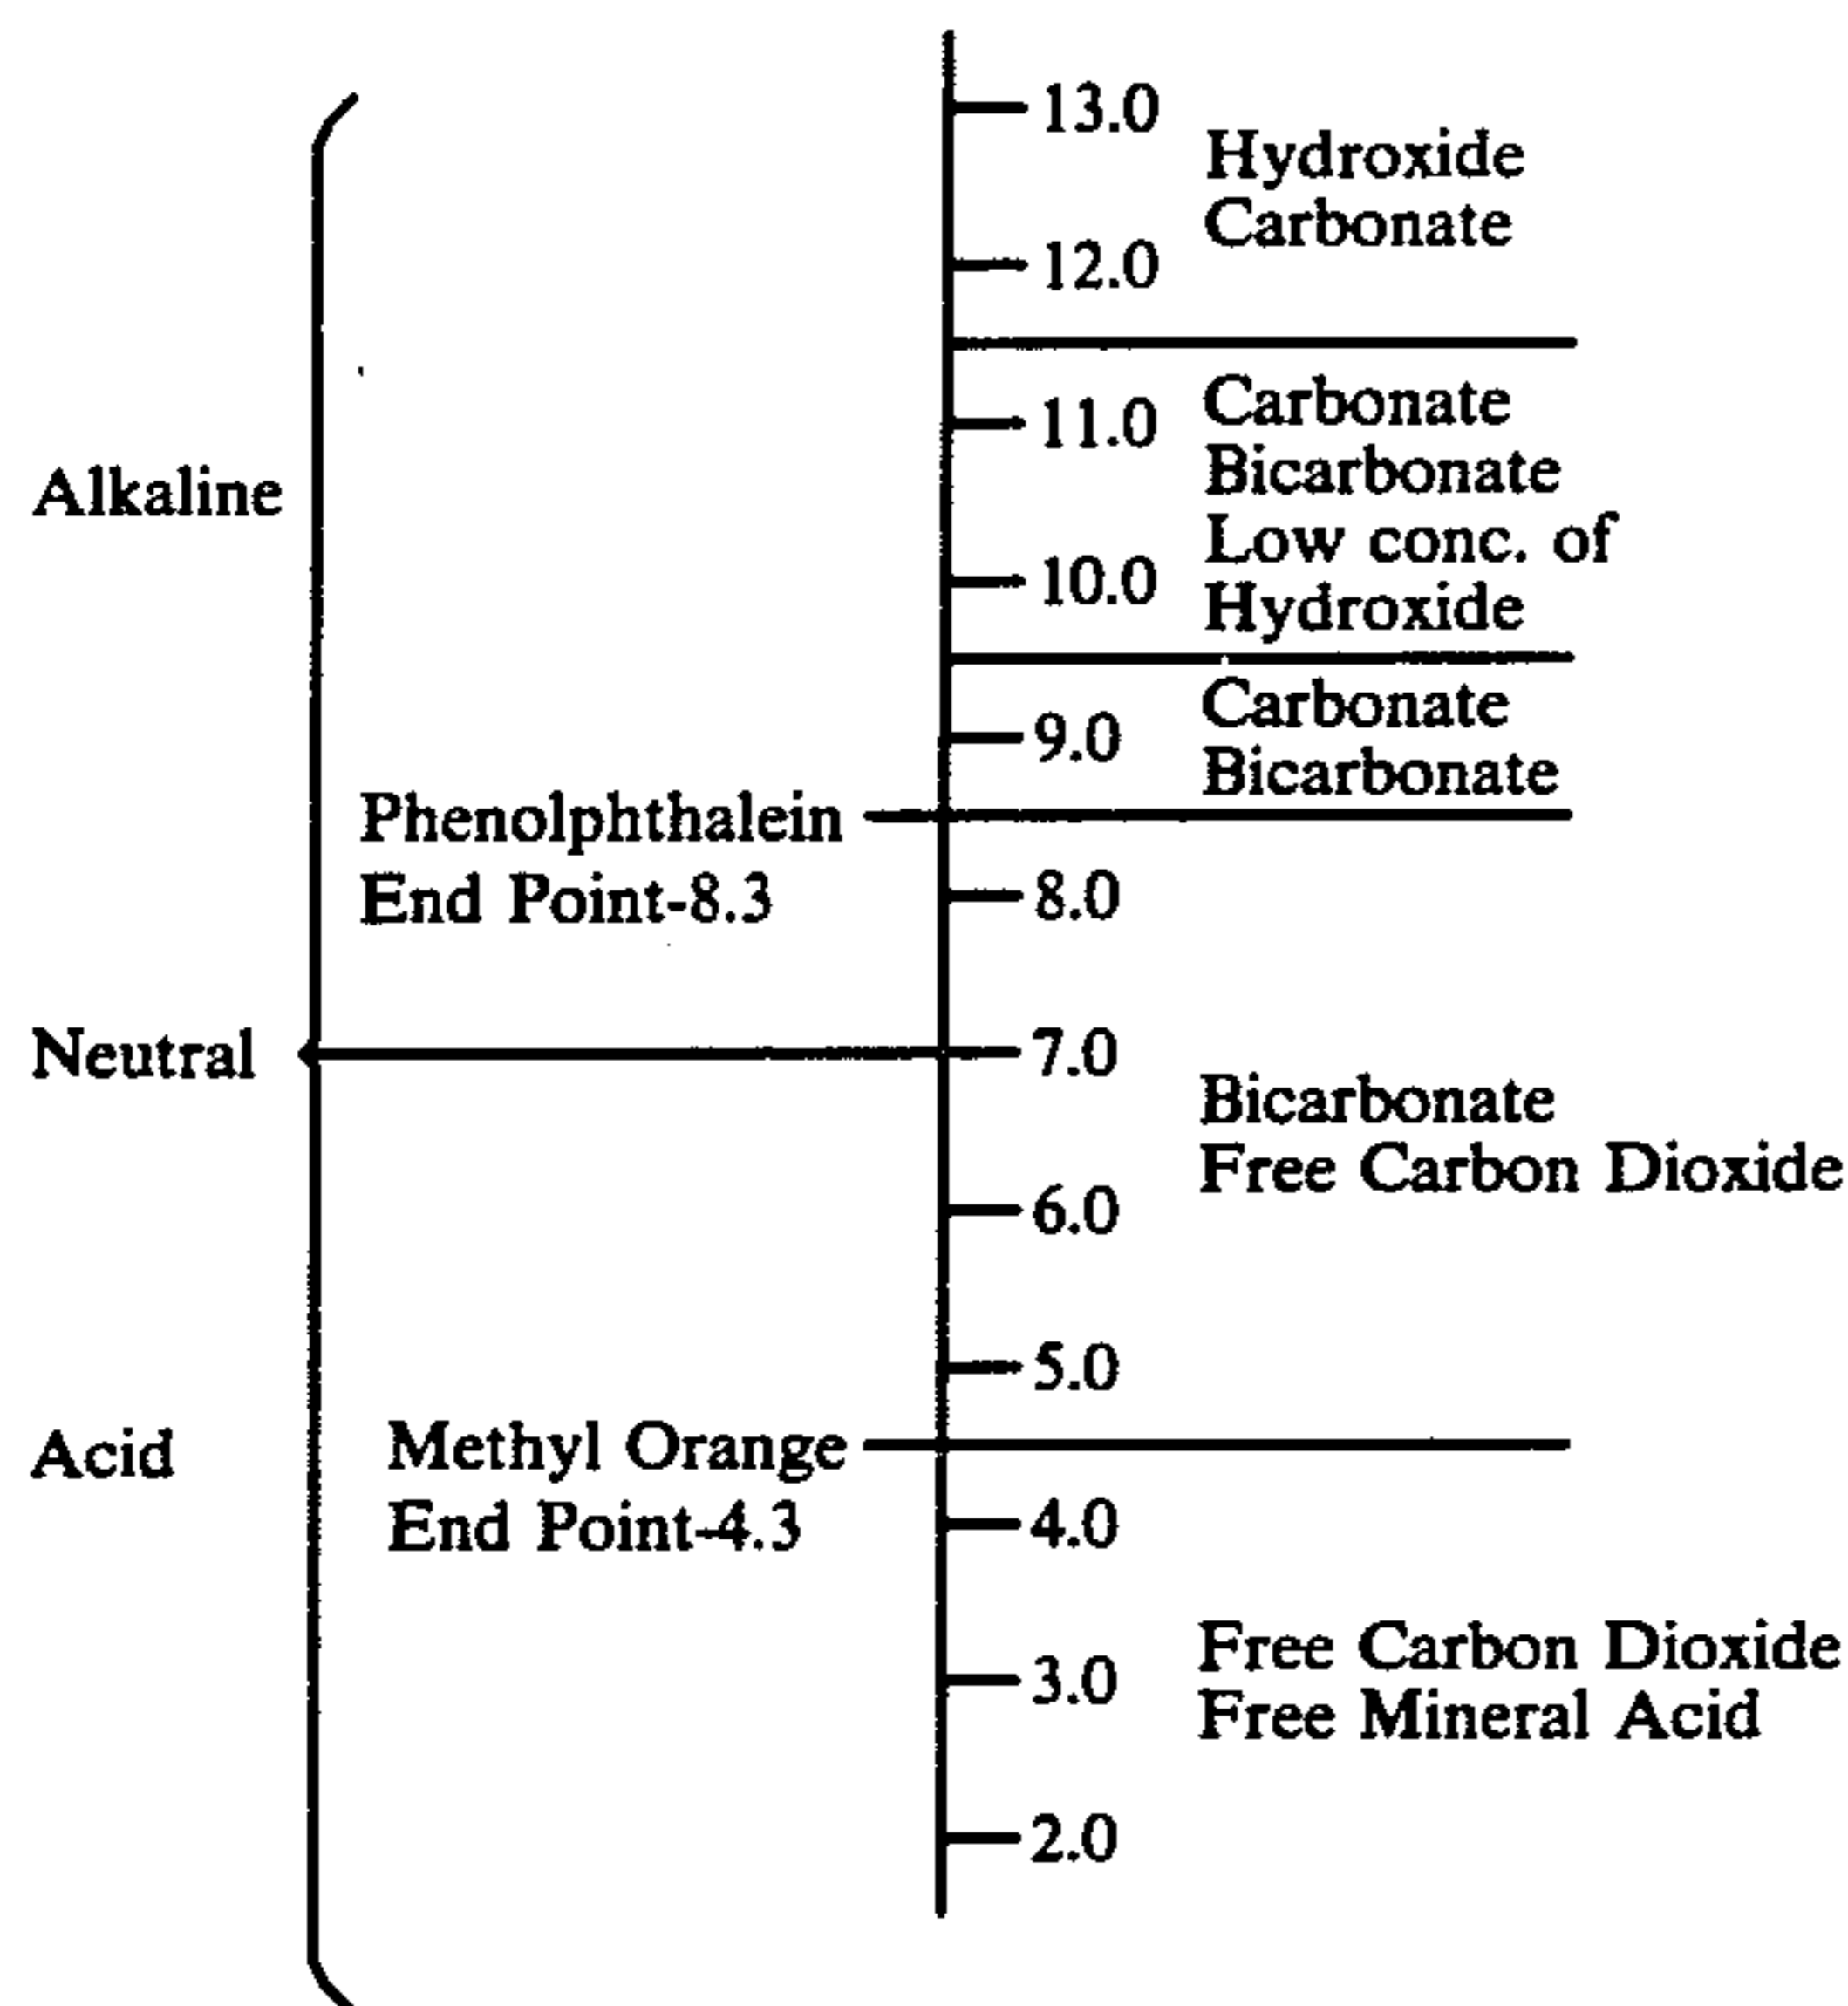 13.0
Hydroxide
Carbonate
12.0
Carbonate
11.0
Bicarbonate
Alkaline
Low conc. of
10.0
Hydroxide
Carbonate
9.0
Bicarbonate
Phenolphthalein
End Point-8.3
8.0
Neutral
7.0
Bicarbonate
Free Carbon Dioxide
6.0
5.0
Acid
Methyl Orange
End Point-4.3
4.0
Free Carbon Dioxide
3.0
Free Mineral Acid
2.0